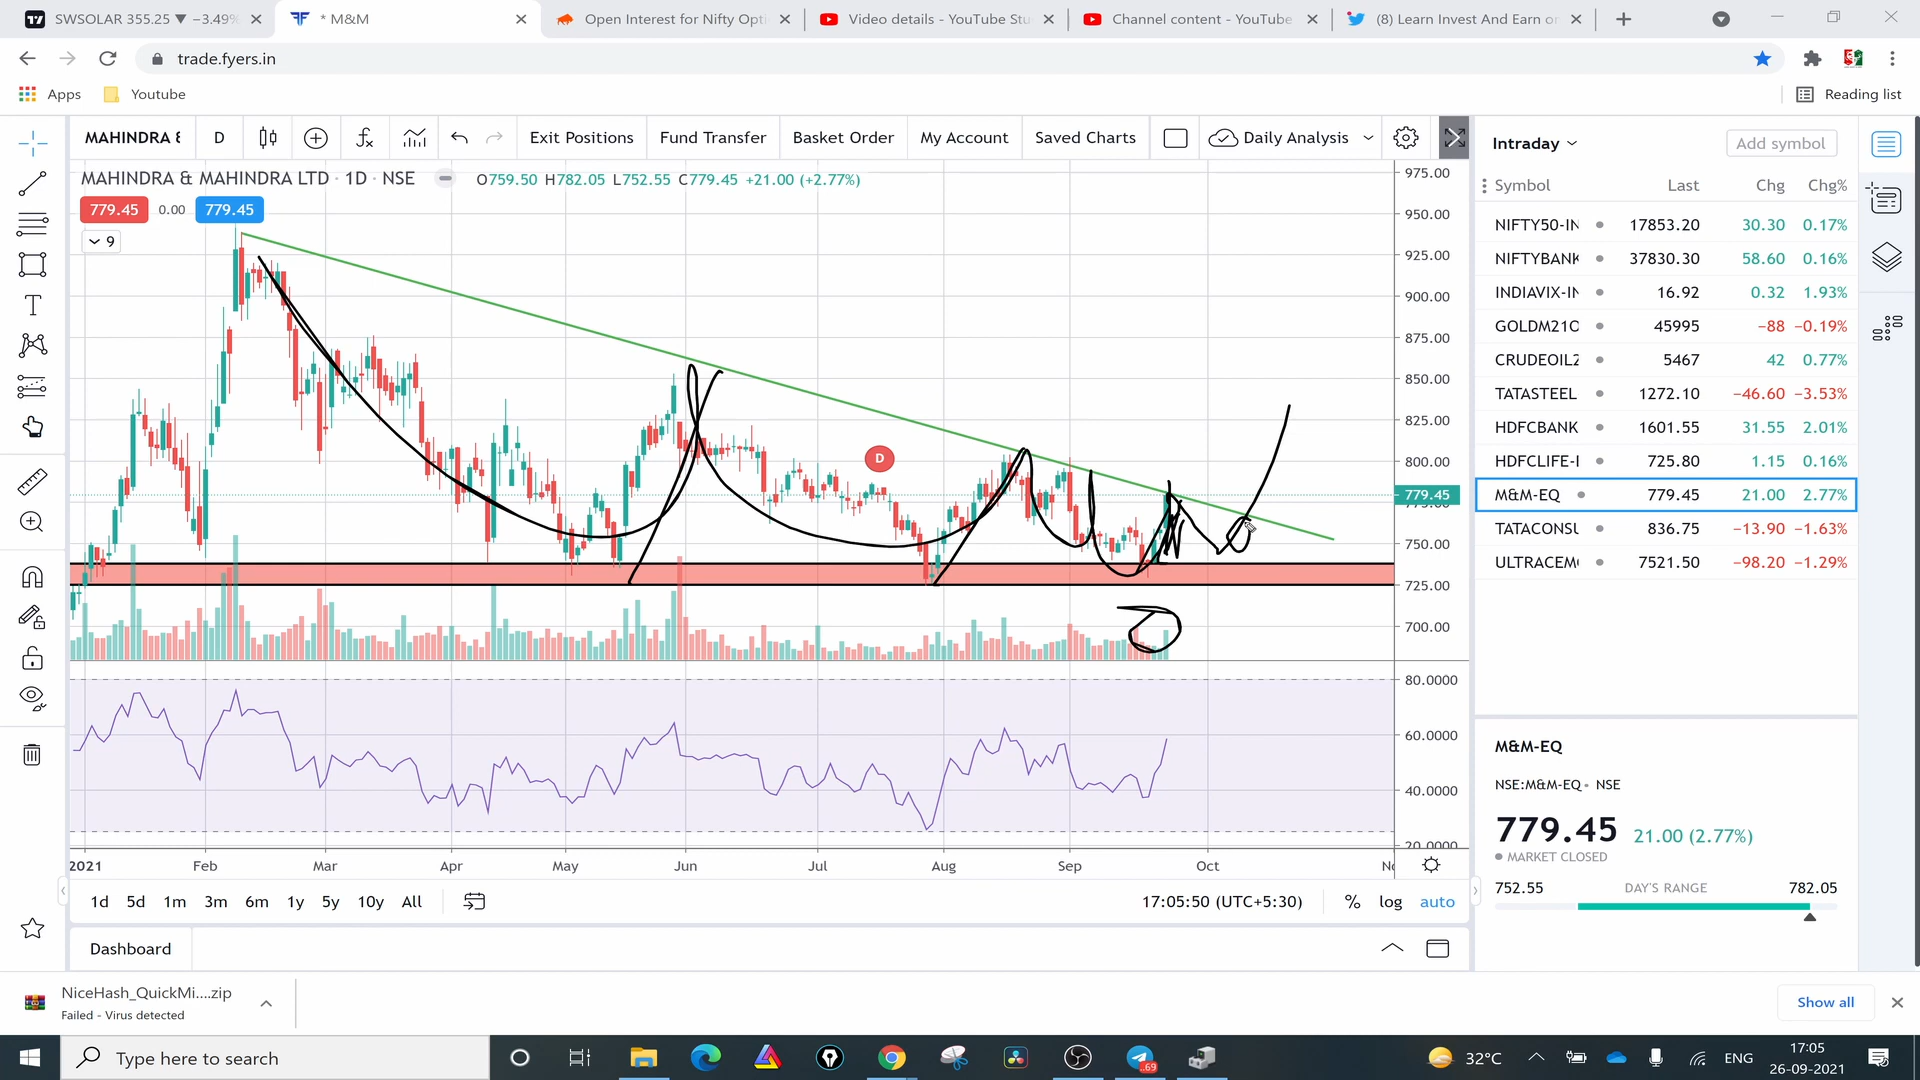 SWSOLAR 355.25 ▼ −3.49%
* M&M
Open Interest for Nifty Opti
Video details - YouTube Stu
Channel content - YouTube
(8) Learn Invest And Earn o
trade.fyers.in
Apps
Youtube
Reading list
MAHINDRA &
D
Exit Positions
Fund Transfer
Basket Order
My Account
Saved Charts
Daily Analysis
MAHINDRA & MAHINDRA LTD · 1D · NSE
O759.50 H782.05 L752.55 C779.45 +21.00 (+2.77%)
779.45
0.00
779.45
9
D
975.00
950.00
925.00
900.00
875.00
850.00
825.00
800.00
779.45
750.00
725.00
700.00
80.0000
60.0000
40.0000
20.0000
2021
Feb
Mar
Apr
May
Jun
Jul
Aug
Sep
Oct
1d 5d 1m 3m 6m 1y 5y 10y All
17:05:50 (UTC+5:30)
% log auto
Dashboard
Intraday
Add symbol
Symbol Last Chg Chg%
NIFTY50-IN 17853.20 30.30 0.17%
NIFTYBANK 37830.30 58.60 0.16%
INDIAVIX-IN 16.92 0.32 1.93%
GOLDM21O 45995 −88 −0.19%
CRUDEOIL2 5467 42 0.77%
TATASTEEL 1272.10 −46.60 −3.53%
HDFCBANK 1601.55 31.55 2.01%
HDFCLIFE-I 725.80 1.15 0.16%
M&M-EQ 779.45 21.00 2.77%
TATACONSU 836.75 −13.90 −1.63%
ULTRACEM 7521.50 −98.20 −1.29%
M&M-EQ
NSE:M&M-EQ • NSE
779.45 21.00 (2.77%)
MARKET CLOSED
752.55 DAY'S RANGE 782.05
NiceHash_QuickMi....zip
Failed - Virus detected
Show all
Type here to search
69
32°C
ENG
17:05
26-09-2021